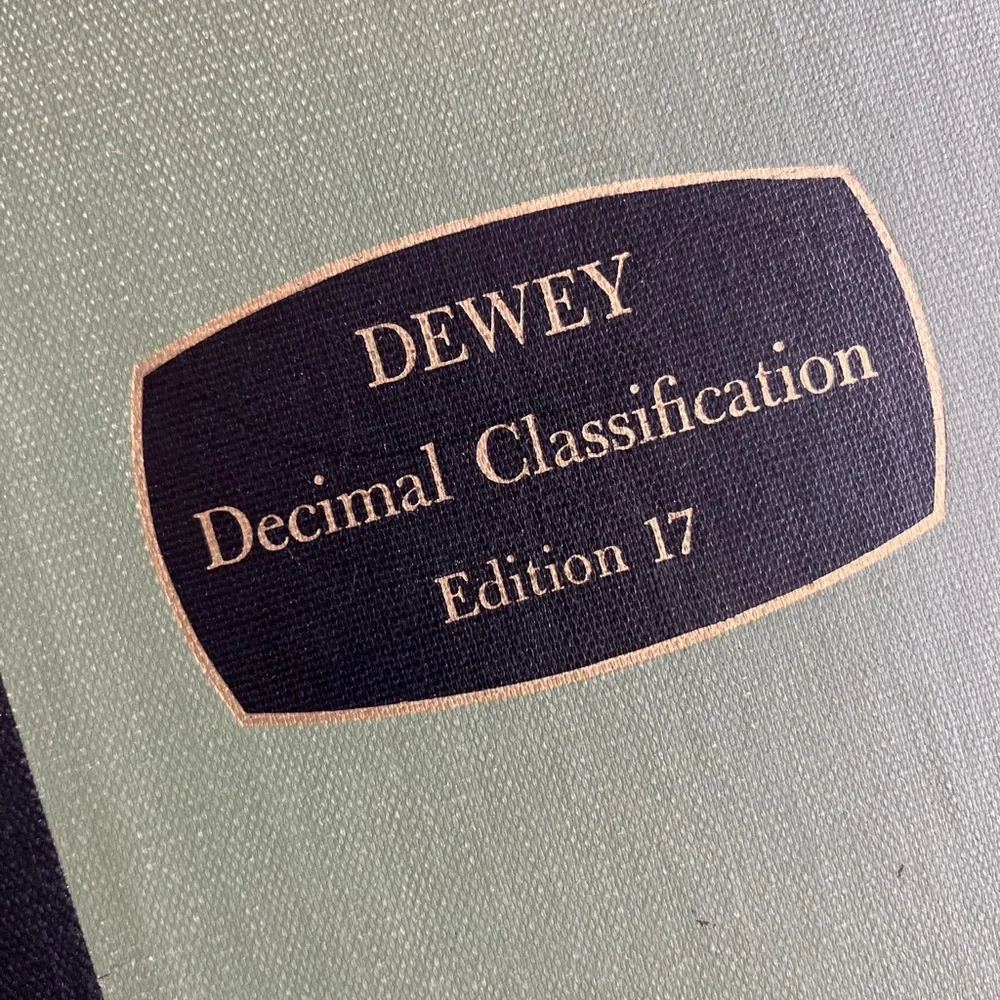 DEWEY
Decimal Classification
Edition 17